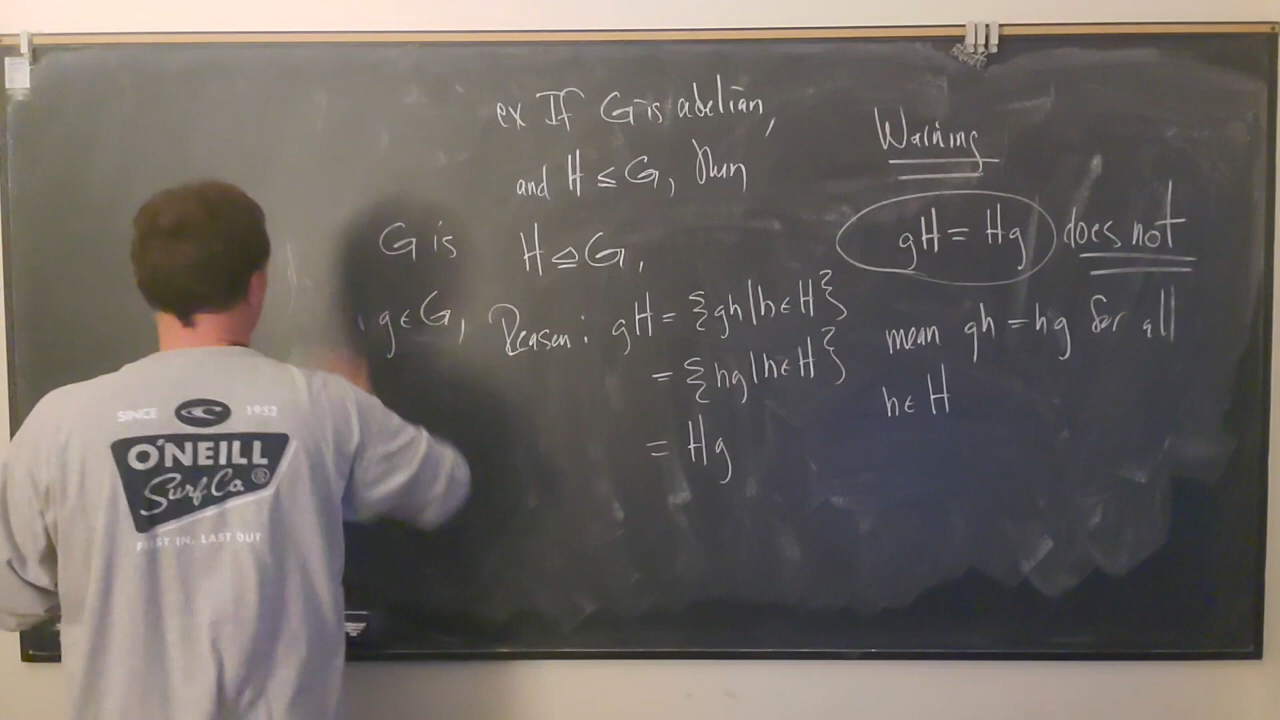 ex If G is abelian,
and H ≤ G, then
H ⊴ G,
Reason: gH = {gh|h∈H}
= {hg|h∈H}
= Hg
G is
g∈G,
Warning
gH = Hg does not
mean gh = hg for all
h∈H
SINCE 1952
O'NEILL
Surf Co ®
FIRST IN, LAST OUT